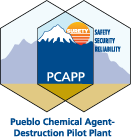 SAFETY
SECURITY
RELIABILITY
PCAPP
Pueblo Chemical Agent-
Destruction Pilot Plant